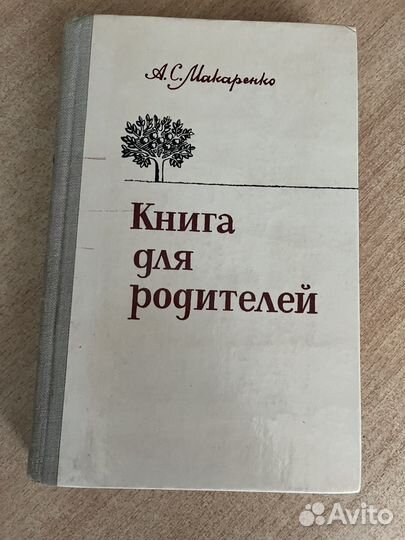 А.С. Макаренко
Книга
для
родителей
Avito